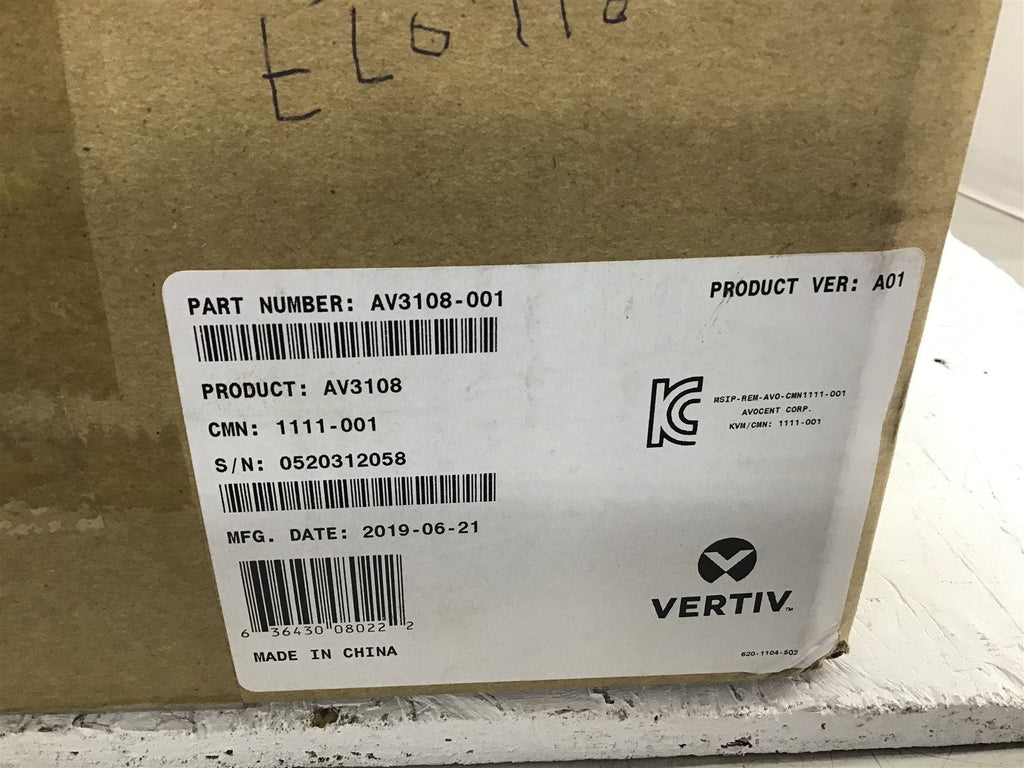 PART NUMBER: AV3108-001
PRODUCT VER: A01
PRODUCT: AV3108
CMN: 1111-001
S/N: 0520312058
MFG. DATE: 2019-06-21
6 36430 08022 2
MADE IN CHINA
KC
MSIP-REM-AVO-CMN1111-001
AVOCENT CORP.
KVM/CMN: 1111-001
VERTIV™
620-1104-502